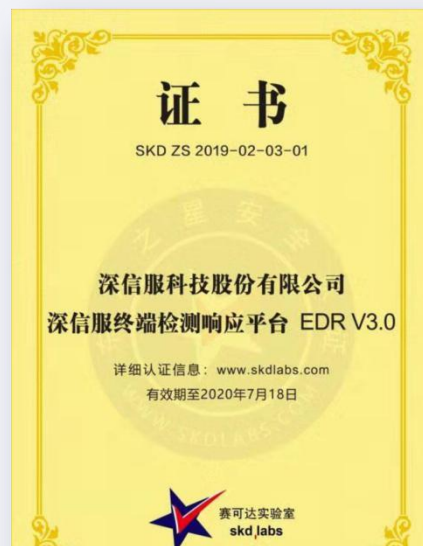 证 书
SKD ZS 2019-02-03-01
深信服科技股份有限公司
深信服终端检测响应平台 EDR V3.0
详细认证信息：www.skdlabs.com
有效期至2020年7月18日
赛可达实验室
skd labs